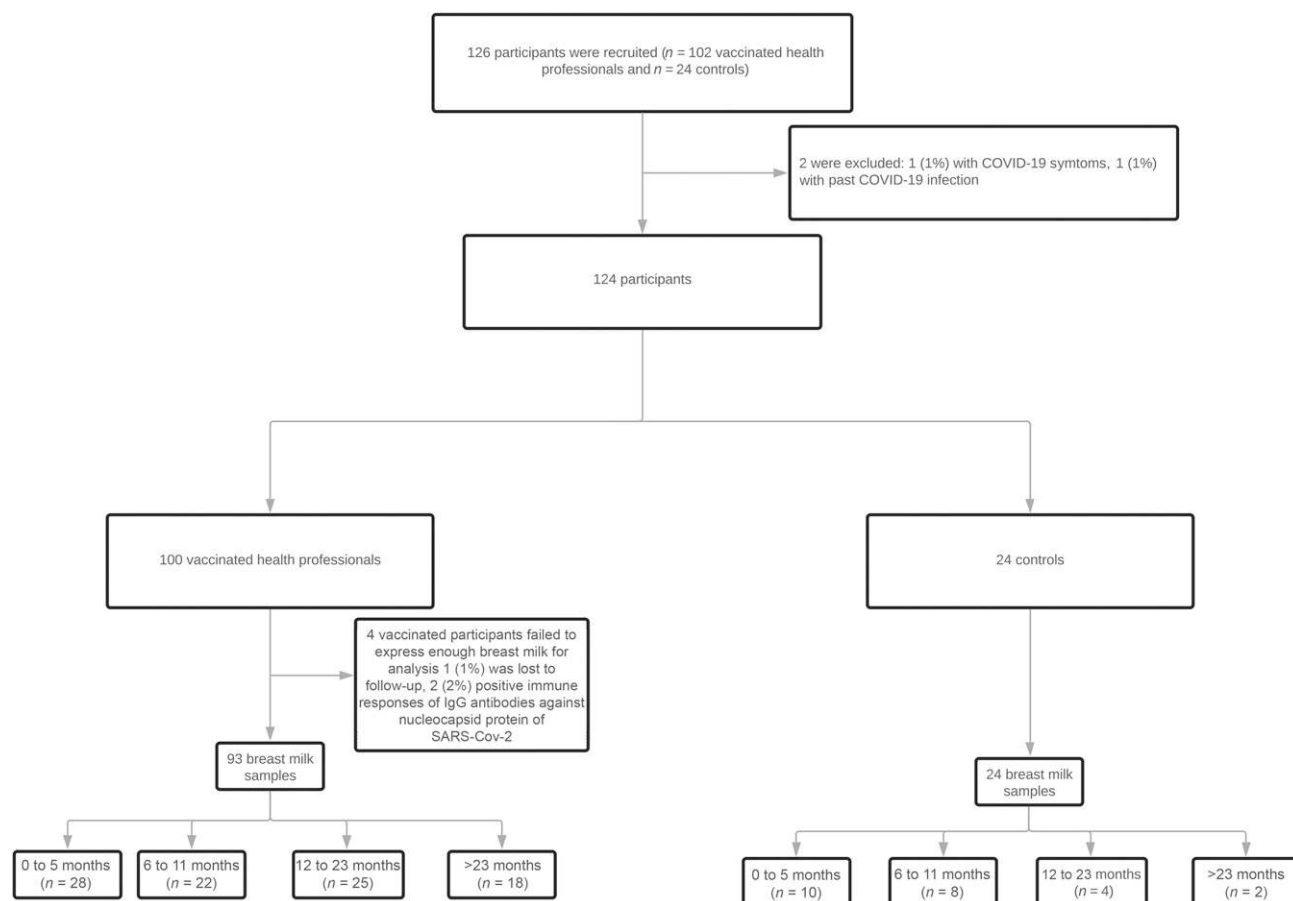 126 participants were recruited (n = 102 vaccinated health
professionals and n = 24 controls)
2 were excluded: 1 (1%) with COVID-19 symtoms, 1 (1%)
with past COVID-19 infection
124 participants
100 vaccinated health professionals
24 controls
4 vaccinated participants failed to
express enough breast milk for
analysis 1 (1%) was lost to
follow-up, 2 (2%) positive immune
responses of IgG antibodies against
nucleocapsid protein of
SARS-Cov-2
93 breast milk
samples
24 breast milk
samples
0 to 5 months
(n = 28)
6 to 11 months
(n = 22)
12 to 23 months
(n = 25)
>23 months
(n = 18)
0 to 5 months
(n = 10)
6 to 11 months
(n = 8)
12 to 23 months
(n = 4)
>23 months
(n = 2)